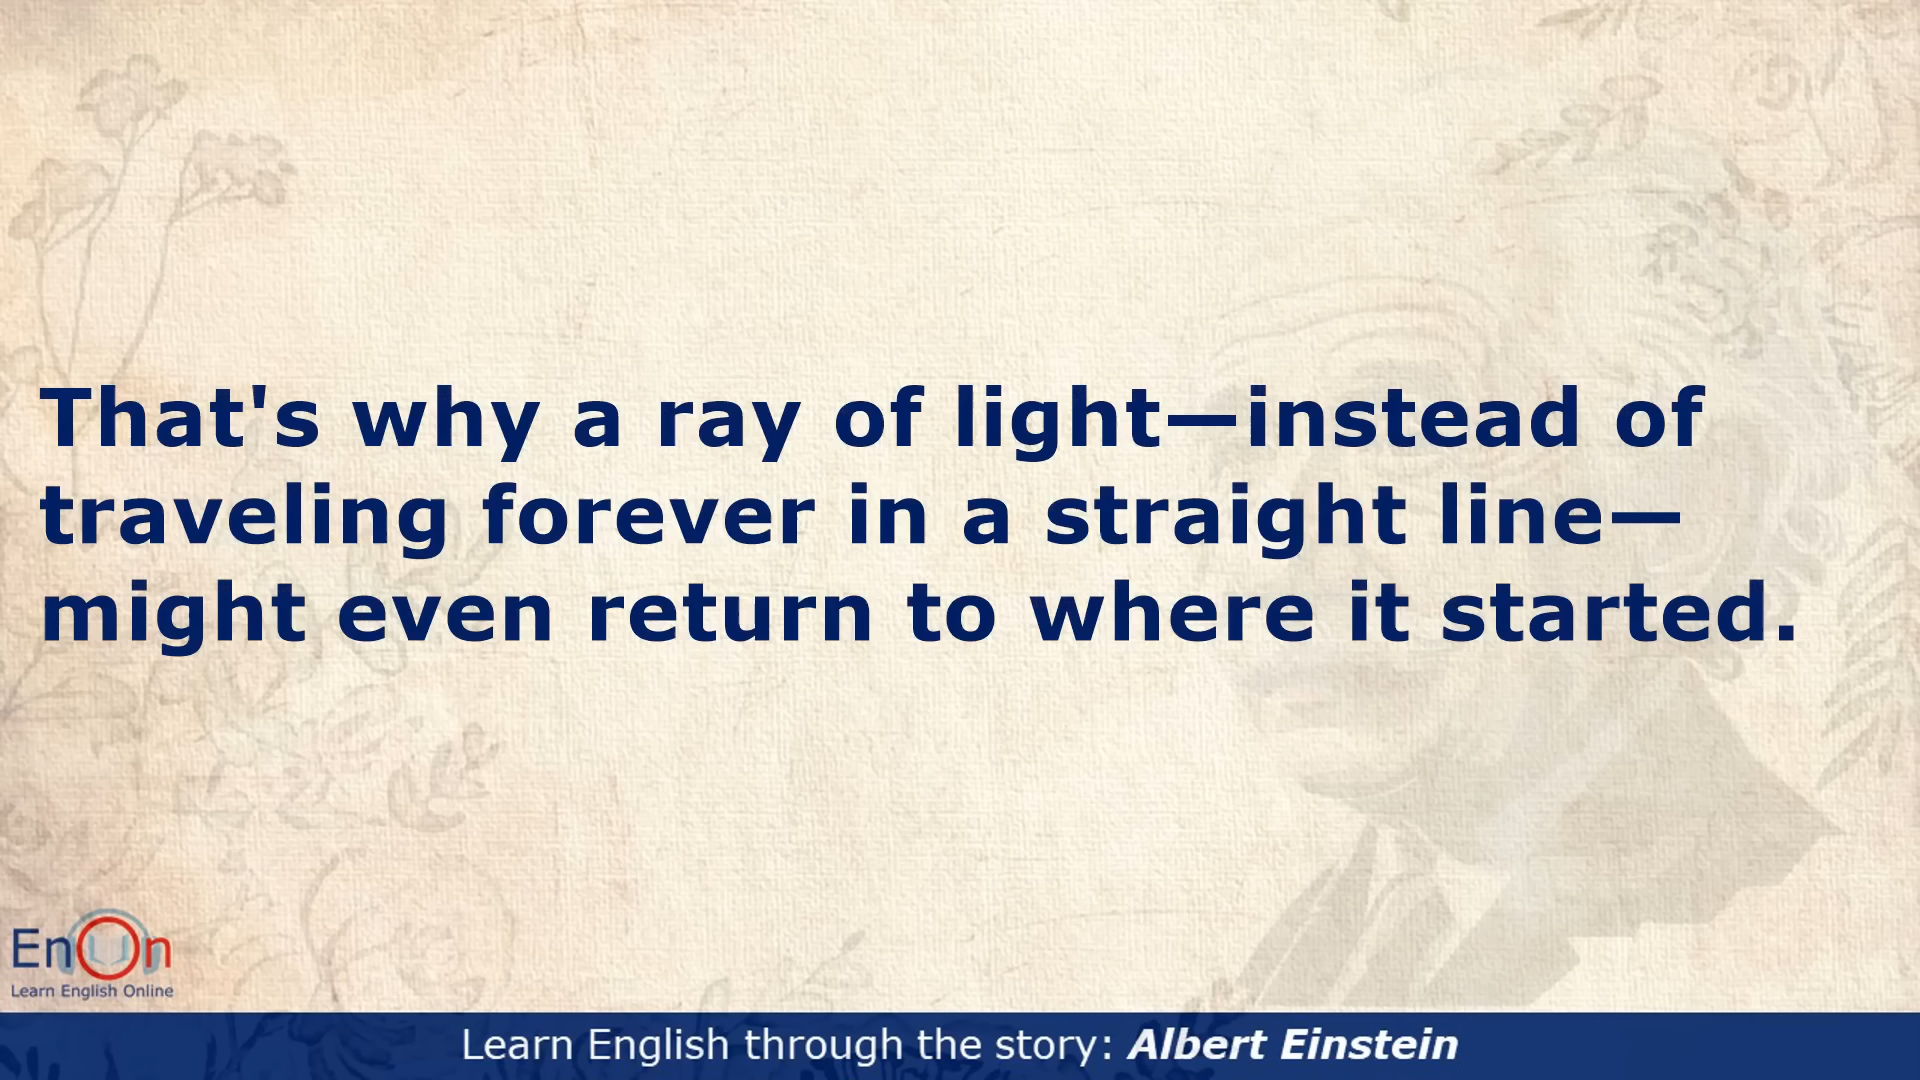 That's why a ray of light—instead of
traveling forever in a straight line—
might even return to where it started.
EnOn
Learn English Online
Learn English through the story: Albert Einstein